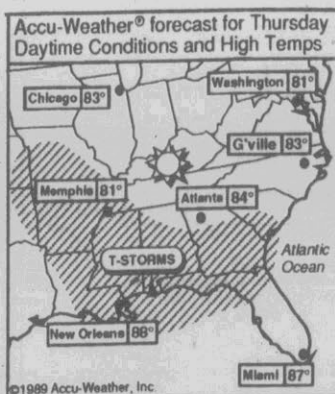 Accu-Weather® forecast for Thursday
Daytime Conditions and High Temps
Washington 81°
Chicago 83°
G'ville 83°
Memphis 81°
Atlanta 84°
T-STORMS
Atlantic
Ocean
New Orleans 88°
Miami 87°
©1989 Accu-Weather, Inc.